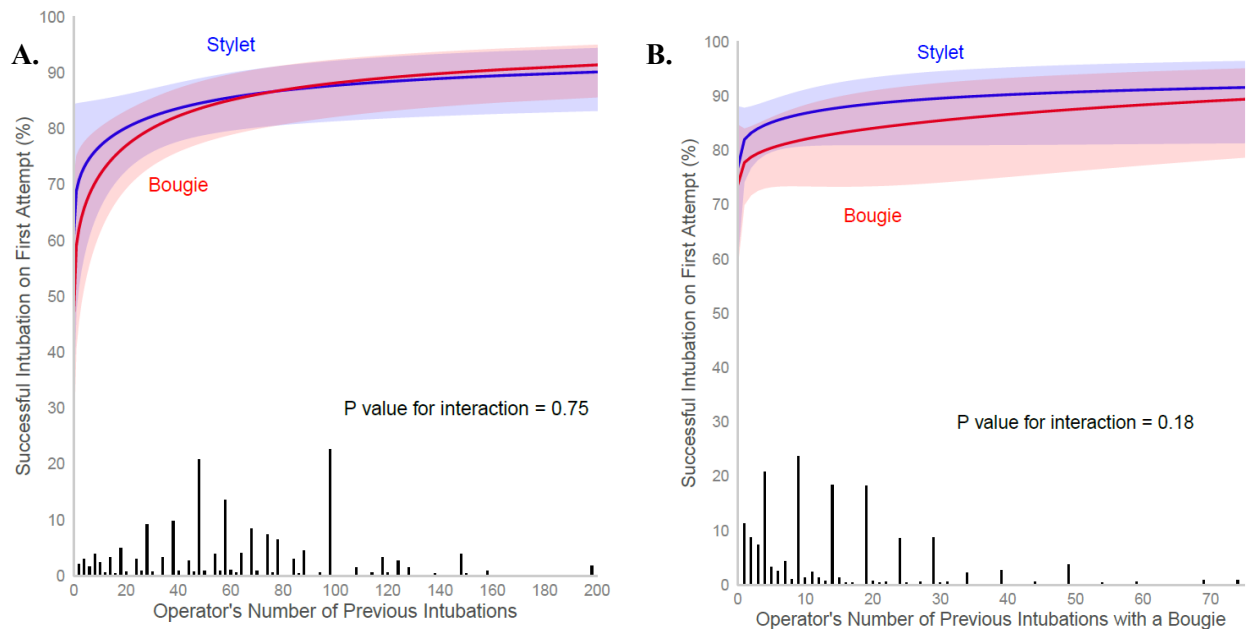 A.
Successful Intubation on First Attempt (%)
100
90
80
70
60
50
40
30
20
10
0
Stylet
Bougie
P value for interaction = 0.75
0 20 40 60 80 100 120 140 160 180 200
Operator's Number of Previous Intubations
B.
Successful Intubation on First Attempt (%)
100
90
80
70
60
50
40
30
20
10
0
Stylet
Bougie
P value for interaction = 0.18
0 10 20 30 40 50 60 70
Operator's Number of Previous Intubations with a Bougie